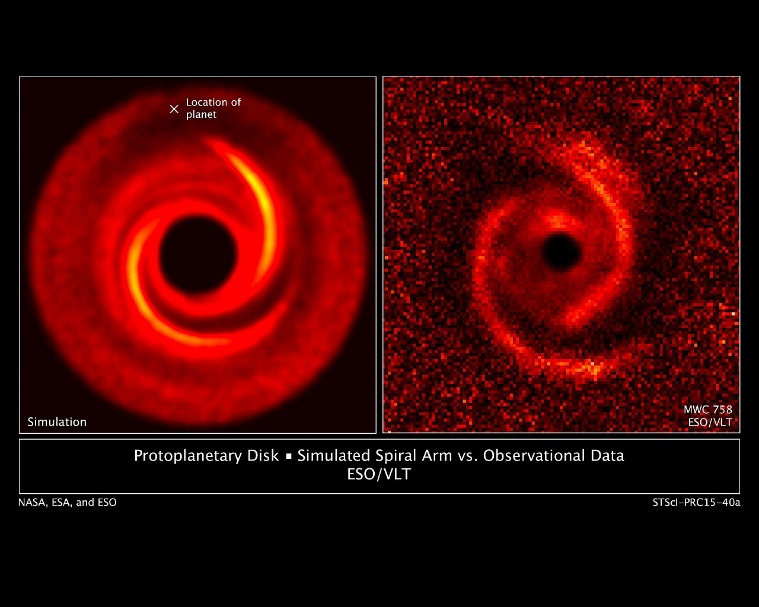 Location of
planet
Simulation
MWC 758
ESO/VLT
Protoplanetary Disk ▪ Simulated Spiral Arm vs. Observational Data
ESO/VLT
NASA, ESA, and ESO
STScI-PRC15-40a